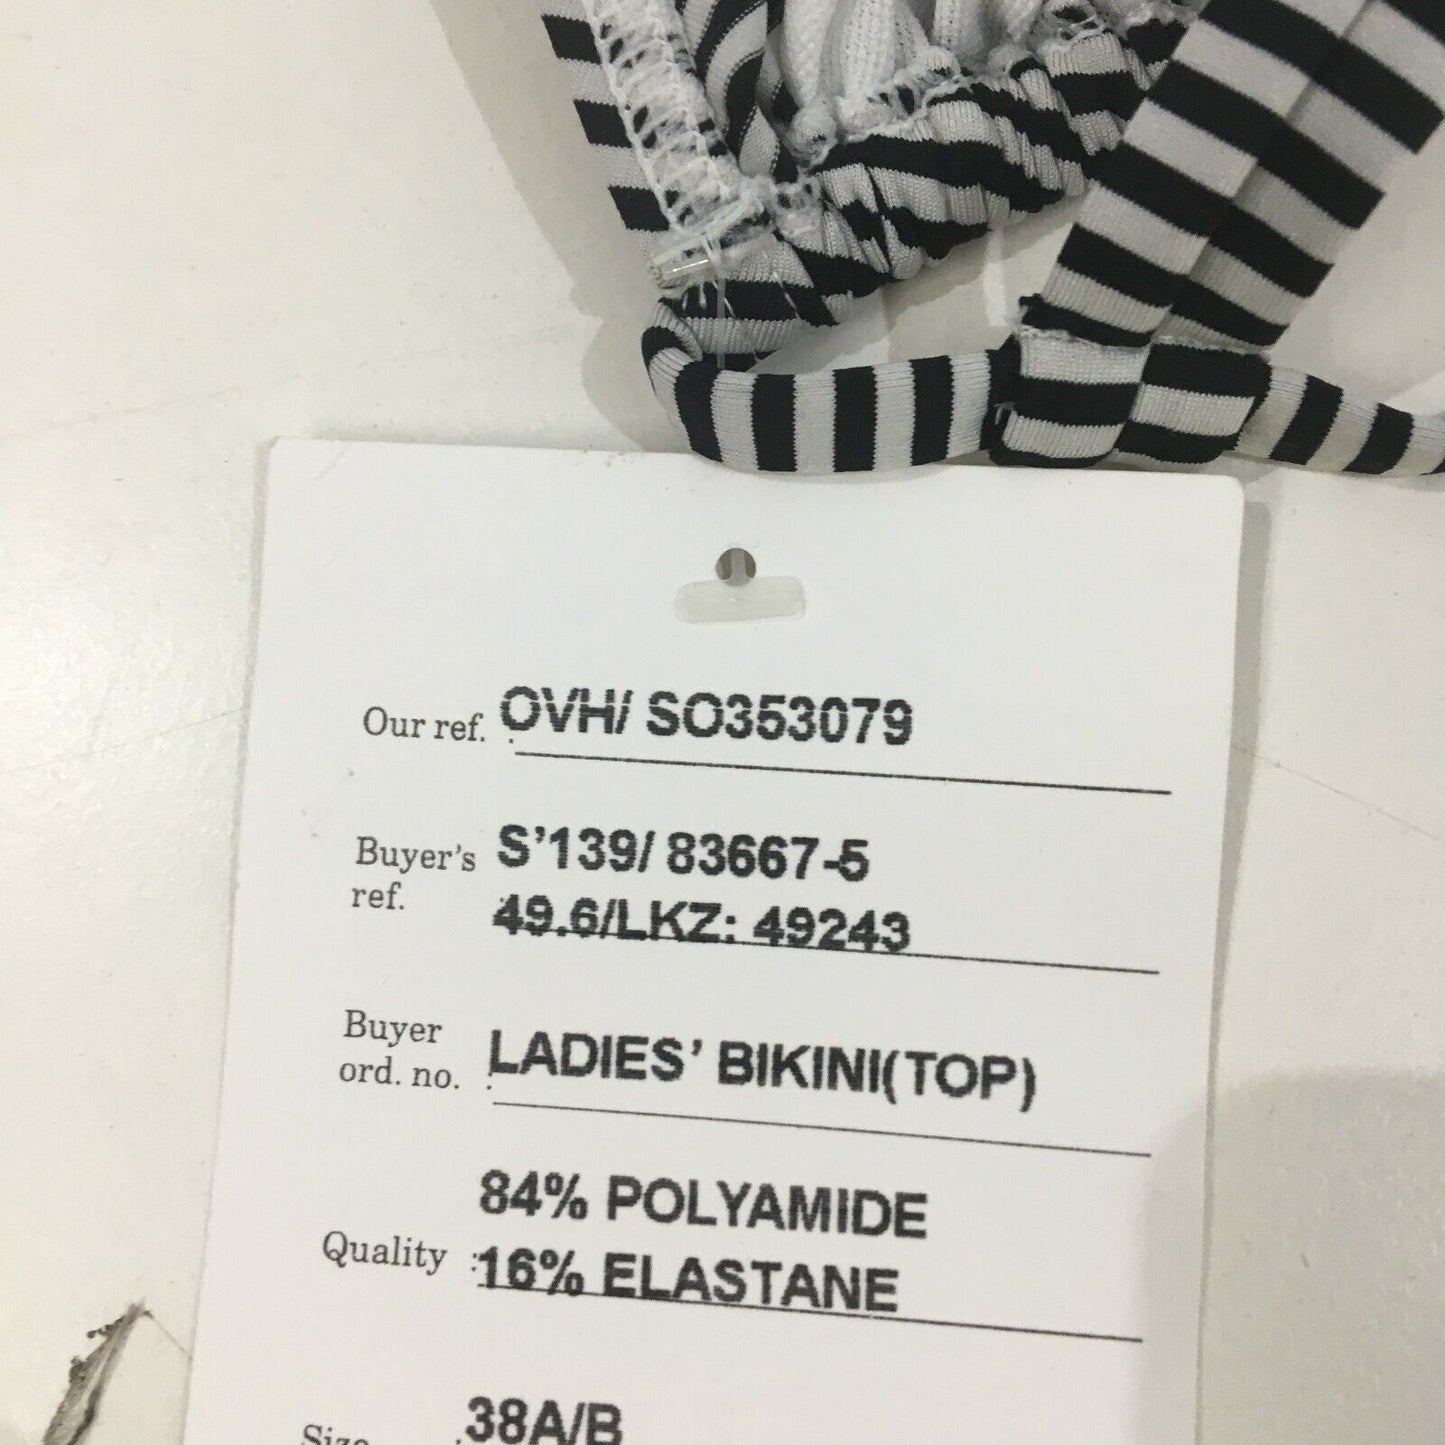 Our ref. : OVH/ SO353079
Buyer's S'139/ 83667-5
ref. 49.6/LKZ: 49243
Buyer
ord. no. : LADIES' BIKINI(TOP)
84% POLYAMIDE
Quality : 16% ELASTANE
Size : 38A/B